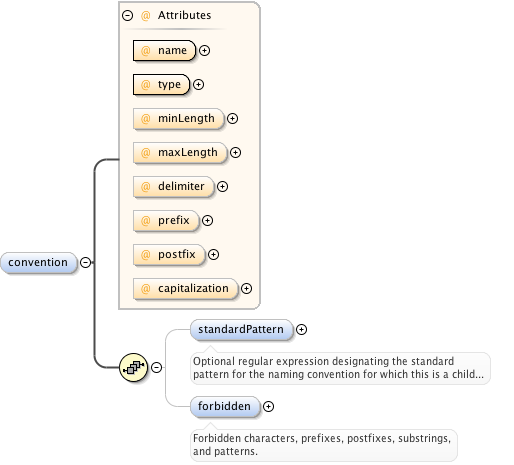 Attributes
@ name
@ type
@ minLength
@ maxLength
@ delimiter
@ prefix
@ postfix
@ capitalization
convention
standardPattern
Optional regular expression designating the standard
pattern for the naming convention for which this is a child...
forbidden
Forbidden characters, prefixes, postfixes, substrings,
and patterns.